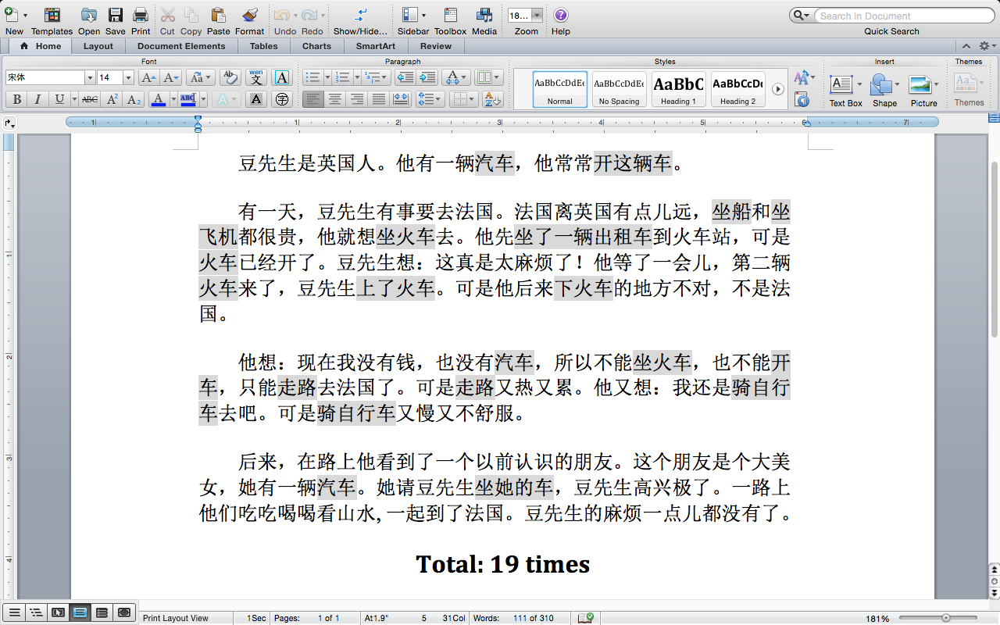 New Templates Open Save Print Cut Copy Paste Format Undo Redo Show/Hide... Sidebar Toolbox Media 18... Zoom Help Search in Document
Quick Search
Home Layout Document Elements Tables Charts SmartArt Review
Font Paragraph Styles Insert Themes
宋体 14 A A Aa Ab wén 文 A AaBbCcDdEe AaBbCcDdEe AaBbC AaBbCcDc
Normal No Spacing Heading 1 Heading 2 Text Box Shape Picture Themes
B I U ABC A2 A2 A ABC A A 字
豆先生是英国人。他有一辆汽车，他常常开这辆车。
有一天，豆先生有事要去法国。法国离英国有点儿远，坐船和坐
飞机都很贵，他就想坐火车去。他先坐了一辆出租车到火车站，可是
火车已经开了。豆先生想：这真是太麻烦了！他等了一会儿，第二辆
火车来了，豆先生上了火车。可是他后来下火车的地方不对，不是法
国。
他想：现在我没有钱，也没有汽车，所以不能坐火车，也不能开
车，只能走路去法国了。可是走路又热又累。他又想：我还是骑自行
车去吧。可是骑自行车又慢又不舒服。
后来，在路上他看到了一个以前认识的朋友。这个朋友是个大美
女，她有一辆汽车。她请豆先生坐她的车，豆先生高兴极了。一路上
他们吃吃喝喝看山水, 一起到了法国。豆先生的麻烦一点儿都没有了。
Total: 19 times
Print Layout View 1Sec Pages: 1 of 1 At1.9" 5 31Col Words: 111 of 310 181%